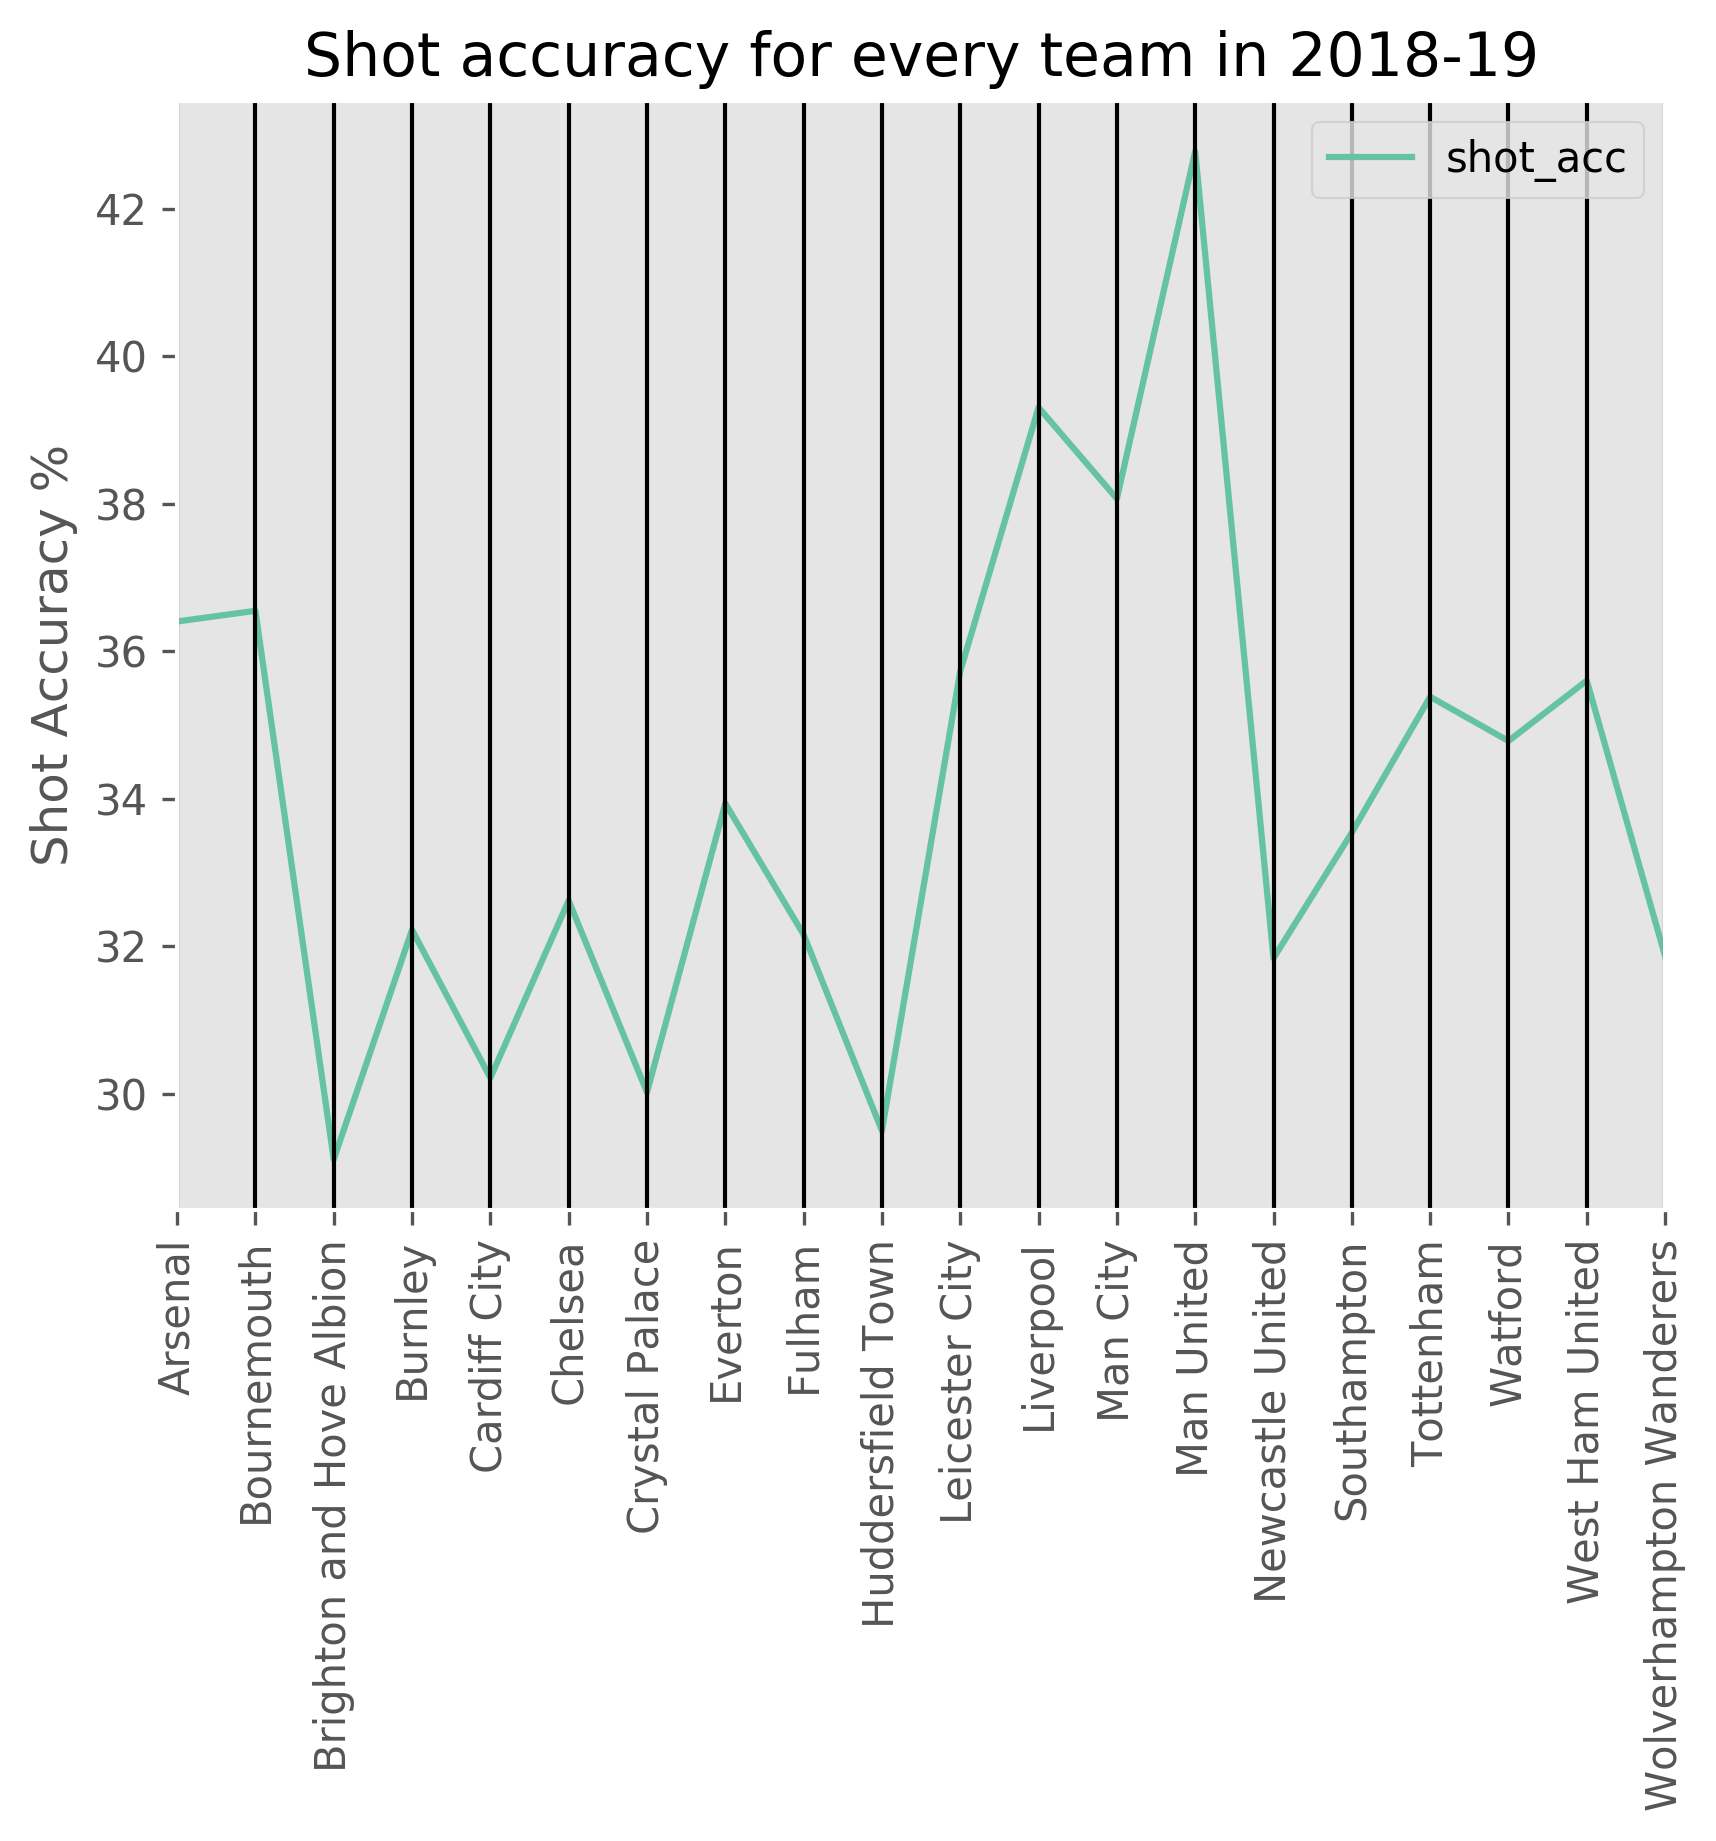 Shot accuracy for every team in 2018-19
shot_acc
Shot Accuracy %
42
40
38
36
34
32
30
Arsenal
Bournemouth
Brighton and Hove Albion
Burnley
Cardiff City
Chelsea
Crystal Palace
Everton
Fulham
Huddersfield Town
Leicester City
Liverpool
Man City
Man United
Newcastle United
Southampton
Tottenham
Watford
West Ham United
Wolverhampton Wanderers